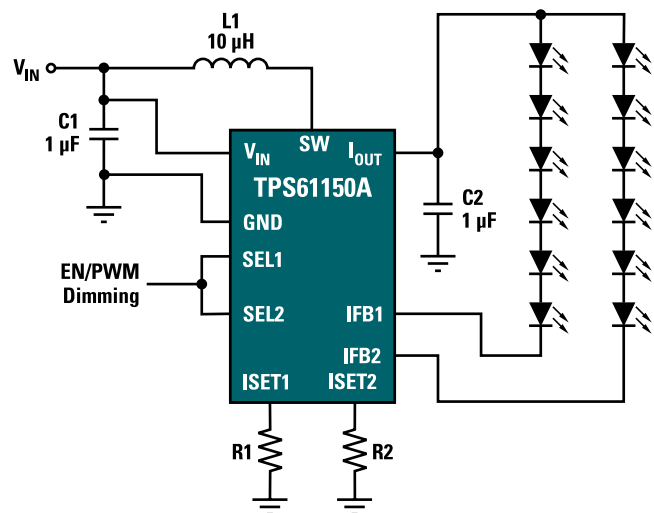 L1
10 µH
VIN
C1
1 µF
VIN
SW
IOUT
TPS61150A
GND
C2
1 µF
SEL1
EN/PWM
Dimming
SEL2
IFB1
IFB2
ISET1
ISET2
R1
R2